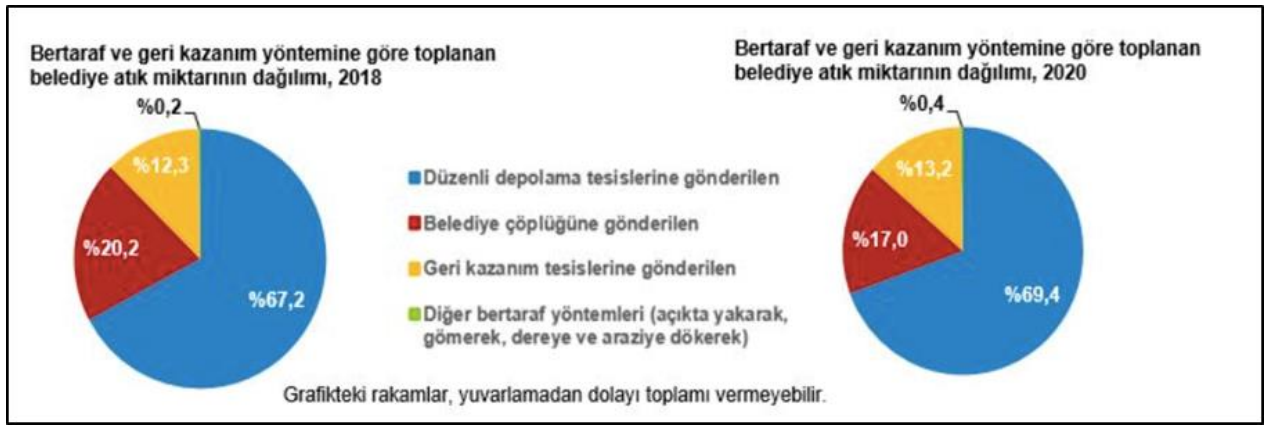 Bertaraf ve geri kazanım yöntemine göre toplanan
belediye atık miktarının dağılımı, 2018
%0,2
%12,3
%20,2
%67,2
Düzenli depolama tesislerine gönderilen
Belediye çöplüğüne gönderilen
Geri kazanım tesislerine gönderilen
Diğer bertaraf yöntemleri (açıkta yakarak,
gömerek, dereye ve araziye dökerek)
Bertaraf ve geri kazanım yöntemine göre toplanan
belediye atık miktarının dağılımı, 2020
%0,4
%13,2
%17,0
%69,4
Grafikteki rakamlar, yuvarlamadan dolayı toplamı vermeyebilir.